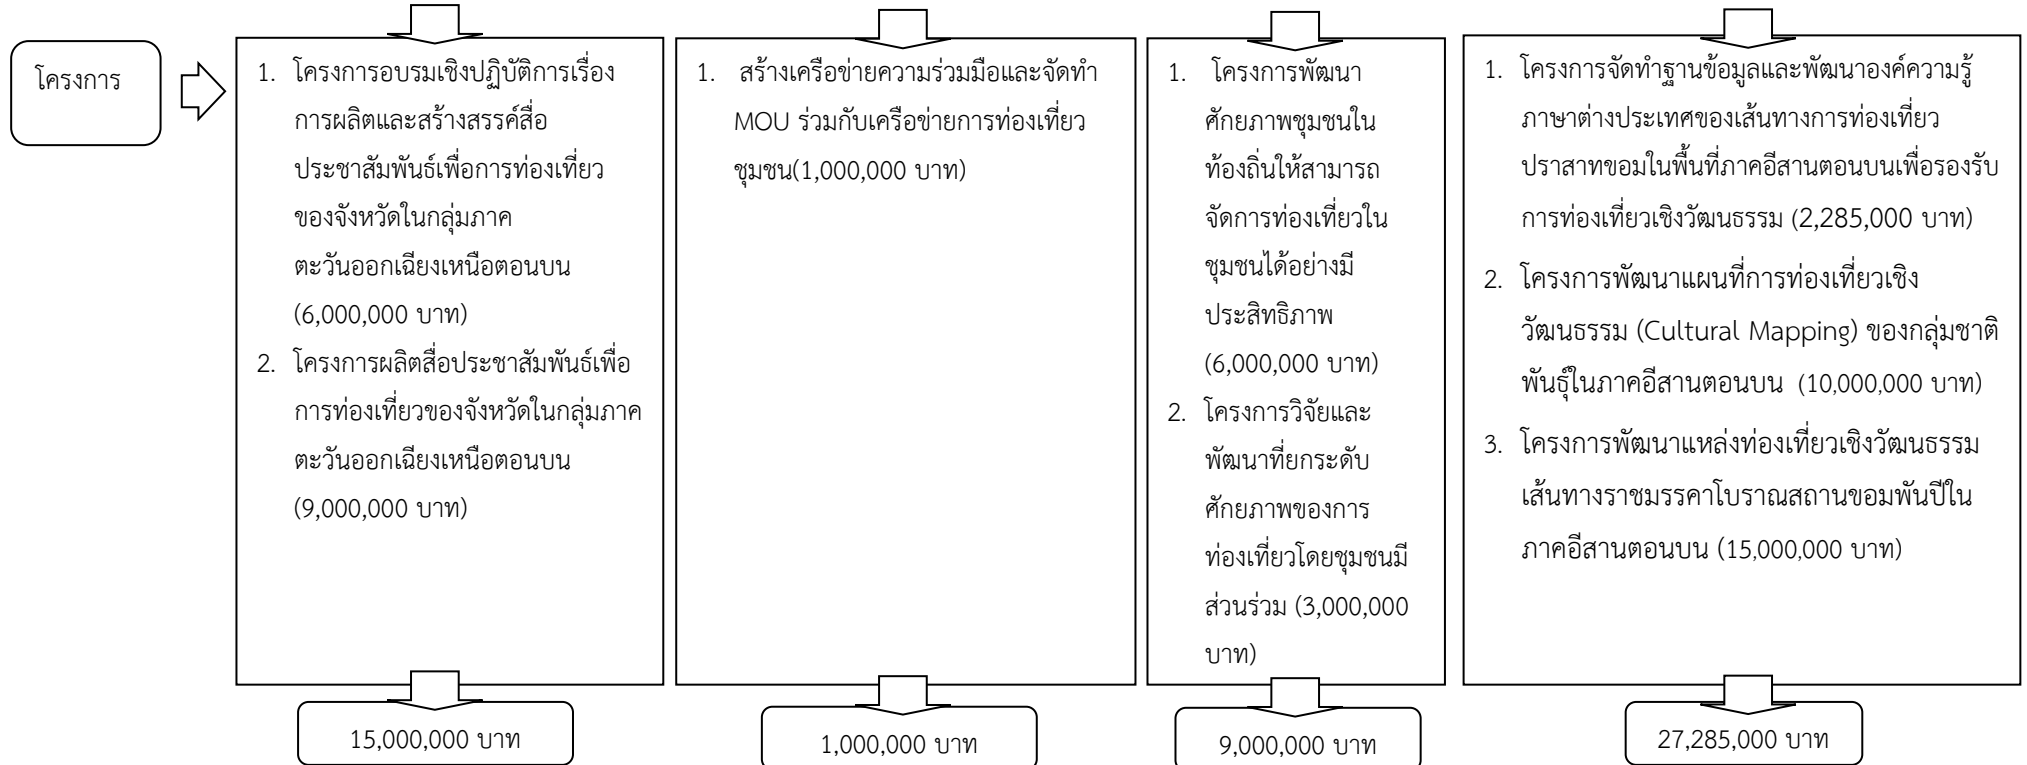 โครงการ
1. โครงการอบรมเชิงปฏิบัติการเรื่อง
การผลิตและสร้างสรรค์สื่อ
ประชาสัมพันธ์เพื่อการท่องเที่ยว
ของจังหวัดในกลุ่มภาค
ตะวันออกเฉียงเหนือตอนบน
(6,000,000 บาท)
2. โครงการผลิตสื่อประชาสัมพันธ์เพื่อ
การท่องเที่ยวของจังหวัดในกลุ่มภาค
ตะวันออกเฉียงเหนือตอนบน
(9,000,000 บาท)
15,000,000 บาท
1. สร้างเครือข่ายความร่วมมือและจัดทำ
MOU ร่วมกับเครือข่ายการท่องเที่ยว
ชุมชน(1,000,000 บาท)
1,000,000 บาท
1. โครงการพัฒนา
ศักยภาพชุมชนใน
ท้องถิ่นให้สามารถ
จัดการท่องเที่ยวใน
ชุมชนได้อย่างมี
ประสิทธิภาพ
(6,000,000 บาท)
2. โครงการวิจัยและ
พัฒนาที่ยกระดับ
ศักยภาพของการ
ท่องเที่ยวโดยชุมชนมี
ส่วนร่วม (3,000,000
บาท)
9,000,000 บาท
1. โครงการจัดทำฐานข้อมูลและพัฒนาองค์ความรู้
ภาษาต่างประเทศของเส้นทางการท่องเที่ยว
ปราสาทขอมในพื้นที่ภาคอีสานตอนบนเพื่อรองรับ
การท่องเที่ยวเชิงวัฒนธรรม (2,285,000 บาท)
2. โครงการพัฒนาแผนที่การท่องเที่ยวเชิง
วัฒนธรรม (Cultural Mapping) ของกลุ่มชาติ
พันธุ์ในภาคอีสานตอนบน (10,000,000 บาท)
3. โครงการพัฒนาแหล่งท่องเที่ยวเชิงวัฒนธรรม
เส้นทางราชมรรคาโบราณสถานขอมพันปีใน
ภาคอีสานตอนบน (15,000,000 บาท)
27,285,000 บาท